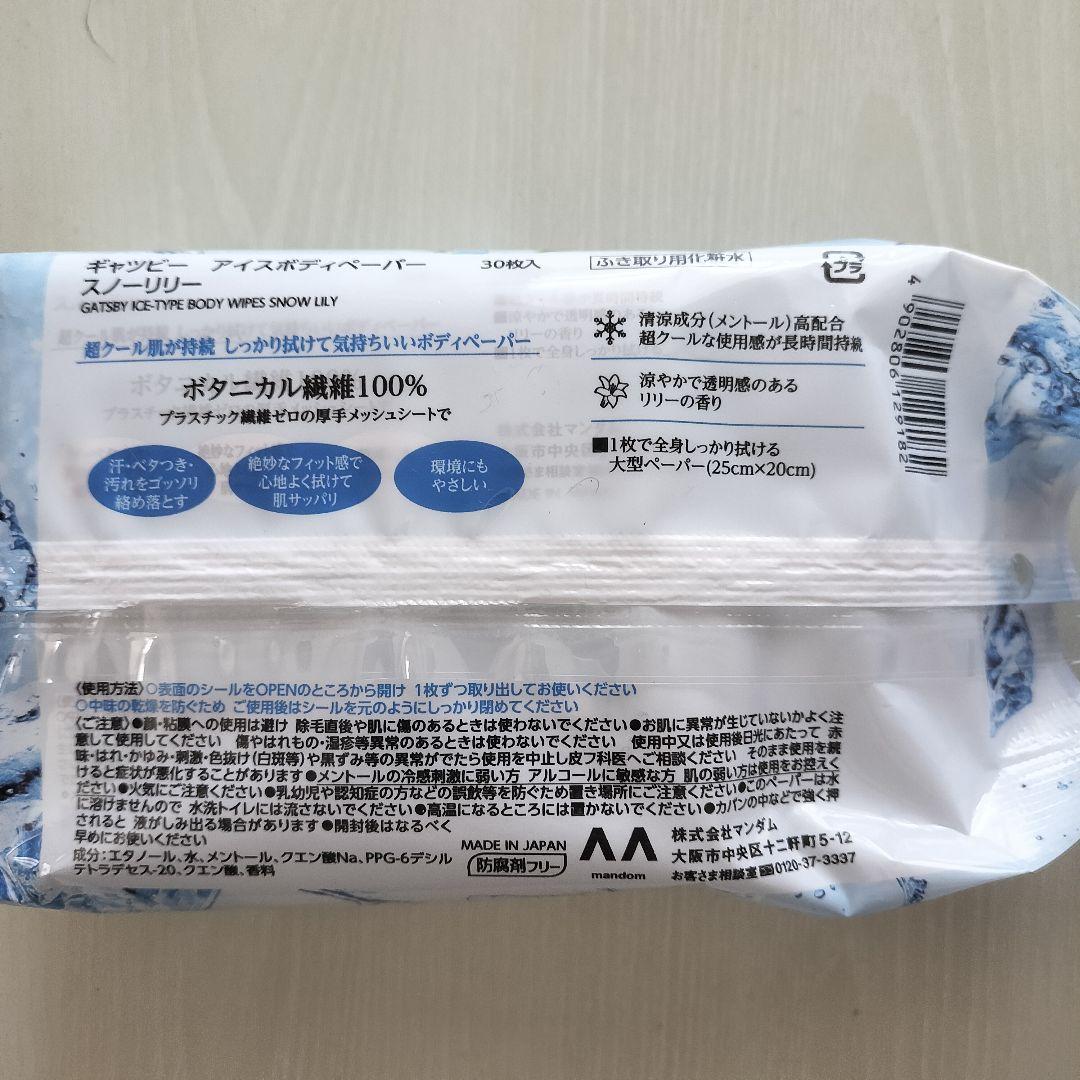 ギャツビー アイスボディペーパー 30枚入 ふき取り用化粧水
スノーリリー
GATSBY ICE-TYPE BODY WIPES SNOW LILY
超クール肌が持続 しっかり拭けて気持ちいいボディペーパー
ボタニカル繊維100%
プラスチック繊維ゼロの厚手メッシュシートで
汗・ベタつき・
汚れをゴッソリ
絡め落とす
絶妙なフィット感で
心地よく拭けて
肌サッパリ
環境にも
やさしい
プラ
清涼成分(メントール)高配合
超クールな使用感が長時間持続
涼やかで透明感のある
リリーの香り
■1枚で全身しっかり拭ける
大型ペーパー(25cm×20cm)
4 902806 129182
〈使用方法〉○表面のシールをOPENのところから開け 1枚ずつ取り出してお使いください
○中味の乾燥を防ぐため ご使用後はシールを元のようにしっかり閉めてください
〈ご注意〉●顔・粘膜への使用は避け 除毛直後や肌に傷のあるときは使わないでください●お肌に異常が生じていないかよく注
意して使用してください 傷やはれもの・湿疹等異常のあるときは使わないでください 使用中又は使用後日光にあたって 赤
味・はれ・かゆみ・刺激・色抜け(白斑等)や黒ずみ等の異常がでたら使用を中止し皮フ科医へご相談ください そのまま使用を続
けると症状が悪化することがあります●メントールの冷感刺激に弱い方 アルコールに敏感な方 肌の弱い方は使用をお控えく
ださい●火気にご注意ください●乳幼児や認知症の方などの誤飲等を防ぐため置き場所にご注意ください●このペーパーは水
に溶けませんので 水洗トイレには流さないでください●高温になるところには置かないでください●カバンの中などで強く押
されると 液がしみ出る場合があります●開封後はなるべく
早めにお使いください
成分:エタノール、水、メントール、クエン酸Na、PPG-6デシル
テトラデセス-20、クエン酸、香料
MADE IN JAPAN
防腐剤フリー
mandom
株式会社マンダム
大阪市中央区十二軒町5-12
お客さま相談室 0120-37-3337